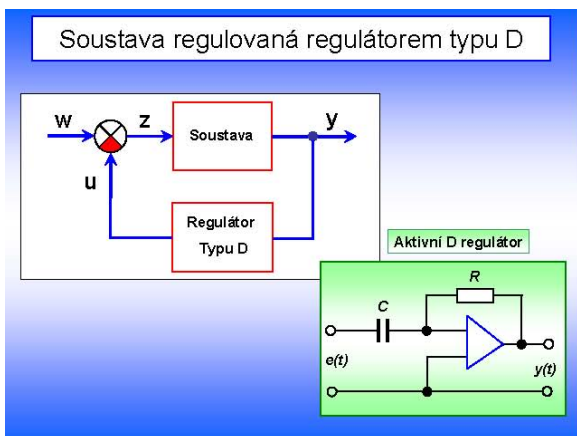 Soustava regulovaná regulátorem typu D
w
z
Soustava
y
u
Regulátor
Typu D
Aktivní D regulátor
R
C
e(t)
y(t)